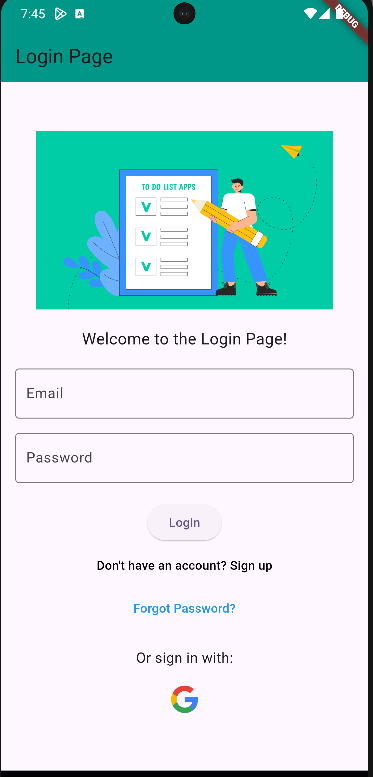 7:45
DEBUG
Login Page
TO DO LIST APPS
V
V
V
Welcome to the Login Page!
Email
Password
Login
Don't have an account? Sign up
Forgot Password?
Or sign in with:
G